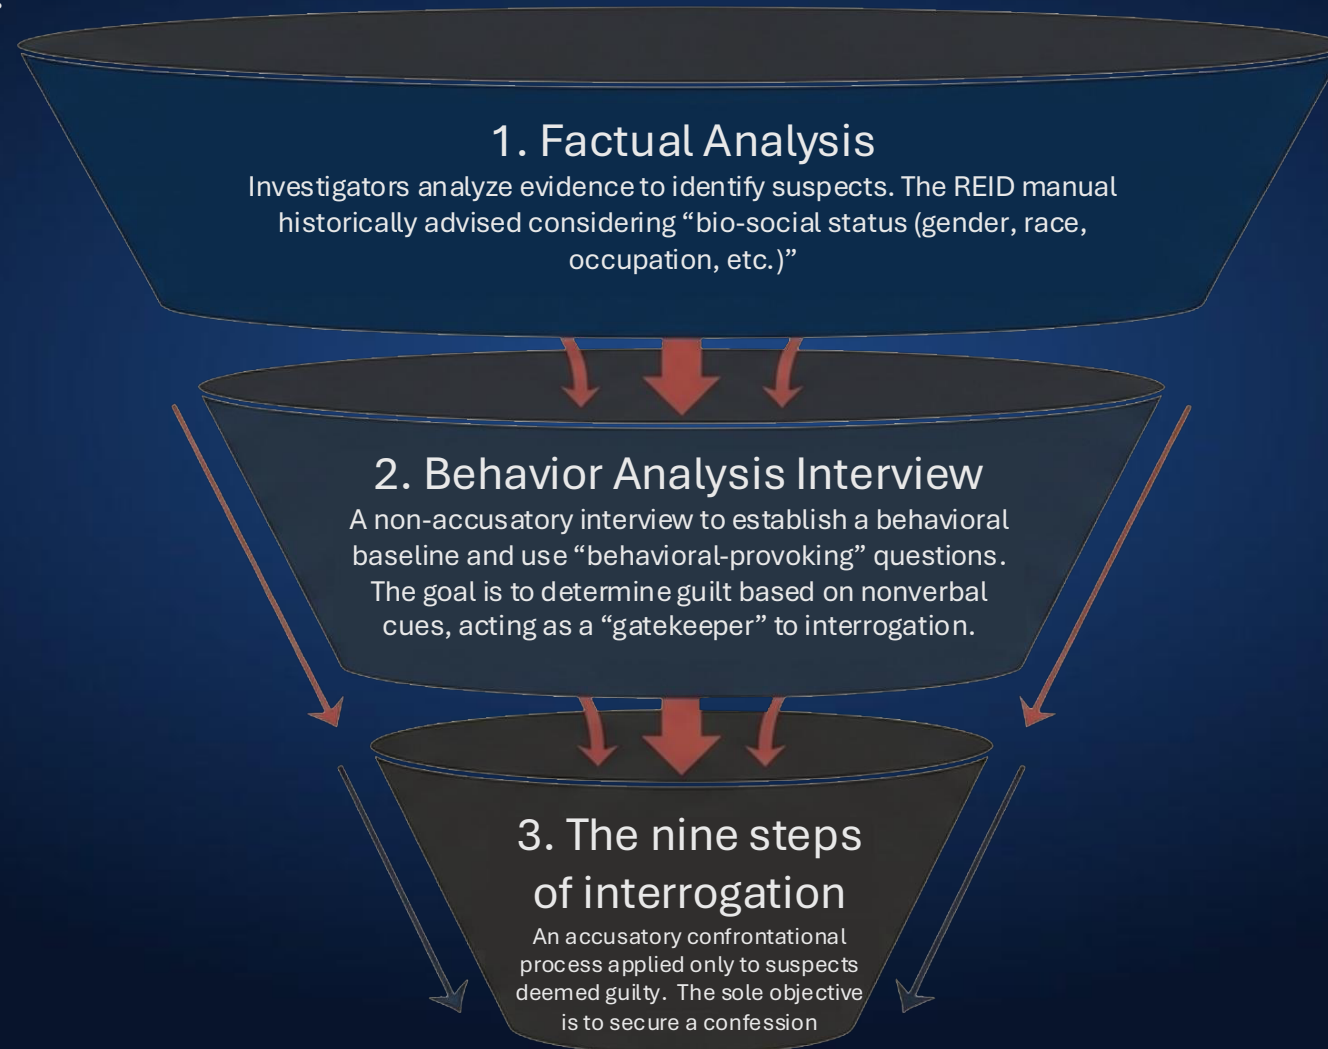 1. Factual Analysis
Investigators analyze evidence to identify suspects. The REID manual
historically advised considering “bio-social status (gender, race,
occupation, etc.)”
2. Behavior Analysis Interview
A non-accusatory interview to establish a behavioral
baseline and use “behavioral-provoking” questions.
The goal is to determine guilt based on nonverbal
cues, acting as a “gatekeeper” to interrogation.
3. The nine steps
of interrogation
An accusatory confrontational
process applied only to suspects
deemed guilty. The sole objective
is to secure a confession